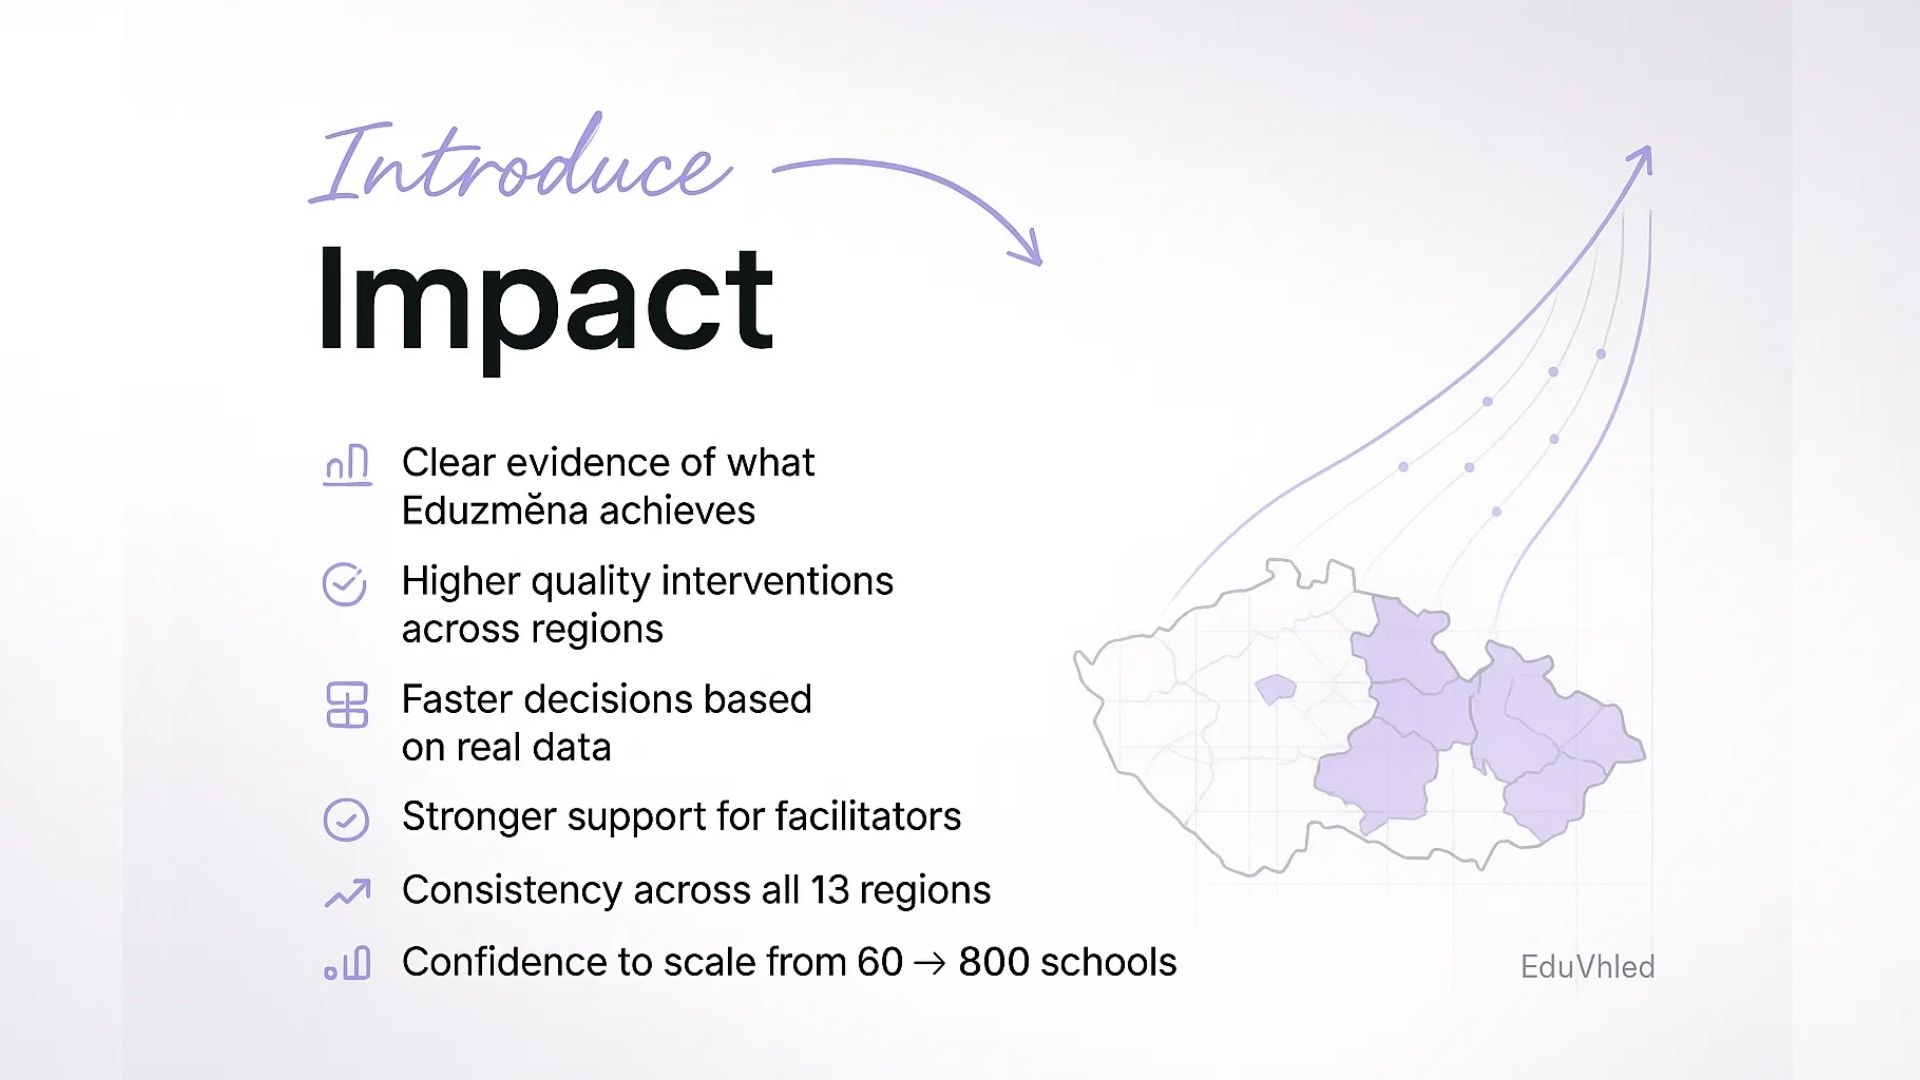 Introduce
Impact
Clear evidence of what
Eduzmĕna achieves
Higher quality interventions
across regions
Faster decisions based
on real data
Stronger support for facilitators
Consistency across all 13 regions
Confidence to scale from 60 → 800 schools
EduVhled